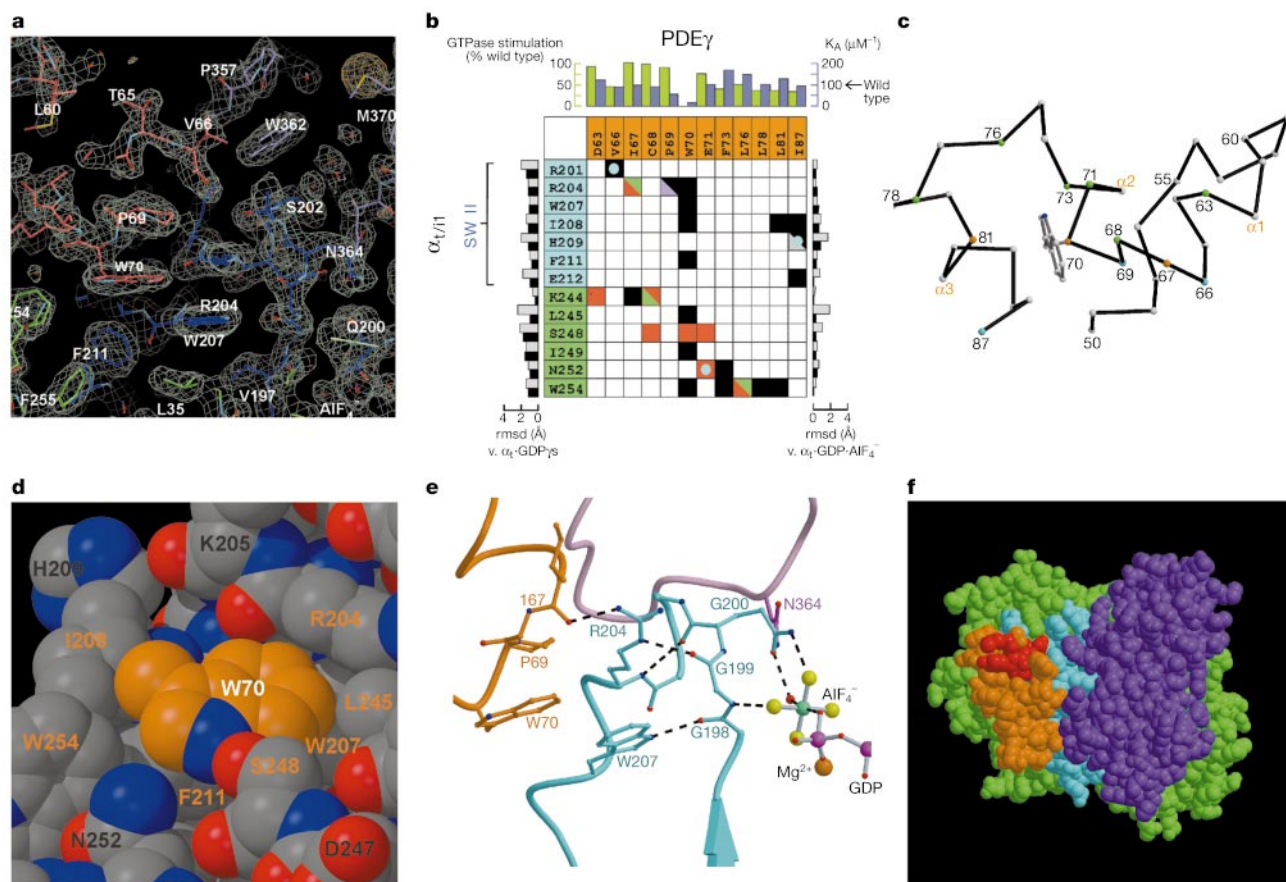 a
L60
T65
P357
V66
W362
M370
P69
S202
W70
N364
R204
54
W207
Q200
F211
F255
L35
V197
AlF4
b
PDEγ
GTPase stimulation
(% wild type)
KA (μM⁻¹)
100
50
0
200
100 ← Wild
type
0
D63 V66 I67 C68 P69 W70 E71 F73 L76 L78 L81 I87
αt/i1
SW II
R201
R204
W207
I208
H209
F211
E212
K244
L245
S248
I249
N252
W254
4 2 0
rmsd (Å)
v. αt·GDPγs
0 2 4
rmsd (Å)
v. αt·GDP·AlF4⁻
c
76
60
78
71
α2
55
73
63
81
68
α1
70
69
67
α3
66
87
50
d
K205
H209
R204
I208
W70
L245
W254
W207
S248
F211
N252
D247
e
167
G200
N364
R204
P69
G199
AlF4⁻
W70
G198
W207
Mg²⁺
GDP
f